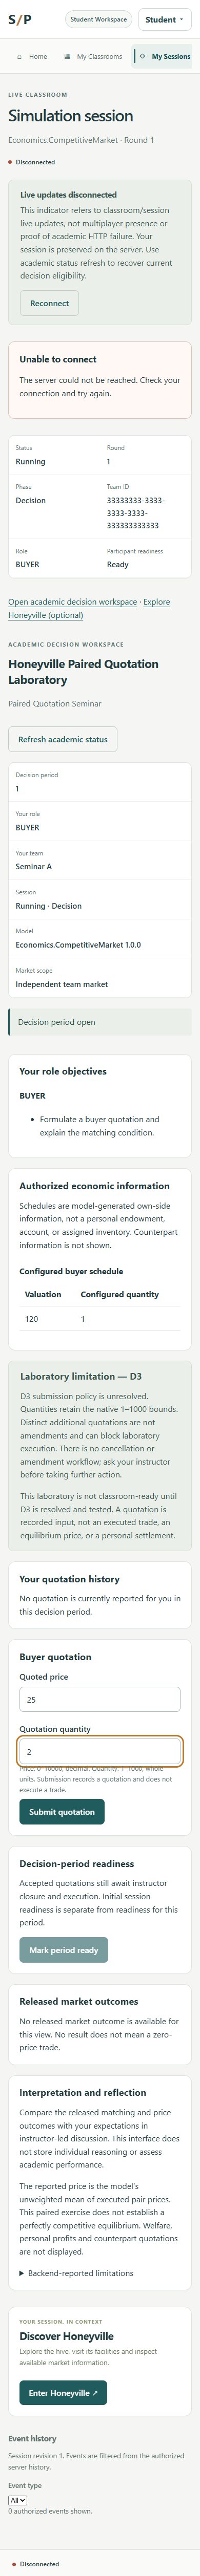 S/P
Student Workspace
Student
Home
My Classrooms
My Sessions
LIVE CLASSROOM
Simulation session
Economics.CompetitiveMarket · Round 1
Disconnected
Live updates disconnected
This indicator refers to classroom/session
live updates, not multiplayer presence or
proof of academic HTTP failure. Your
session is preserved on the server. Use
academic status refresh to recover current
decision eligibility.
Reconnect
Unable to connect
The server could not be reached. Check your
connection and try again.
Status
Running
Round
1
Phase
Decision
Team ID
33333333-3333-
3333-3333-
333333333333
Role
BUYER
Participant readiness
Ready
Open academic decision workspace · Explore
Honeyville (optional)
ACADEMIC DECISION WORKSPACE
Honeyville Paired Quotation
Laboratory
Paired Quotation Seminar
Refresh academic status
Decision period
1
Your role
BUYER
Your team
Seminar A
Session
Running · Decision
Model
Economics.CompetitiveMarket 1.0.0
Market scope
Independent team market
Decision period open
Your role objectives
BUYER
• Formulate a buyer quotation and
explain the matching condition.
Authorized economic information
Schedules are model-generated own-side
information, not a personal endowment,
account, or assigned inventory. Counterpart
information is not shown.
Configured buyer schedule
Valuation Configured quantity
120 1
Laboratory limitation — D3
D3 submission policy is unresolved.
Quantities retain the native 1–1000 bounds.
Distinct additional quotations are not
amendments and can block laboratory
execution. There is no cancellation or
amendment workflow; ask your instructor
before taking further action.
This laboratory is not classroom-ready until
D3 is resolved and tested. A quotation is
recorded input, not an executed trade, an
equilibrium price, or a personal settlement.
Your quotation history
No quotation is currently reported for you in
this decision period.
Buyer quotation
Quoted price
25
Quotation quantity
2
Price: 0–10000, decimal. Quantity: 1–1000, whole
units. Submission records a quotation and does not
execute a trade.
Submit quotation
Decision-period readiness
Accepted quotations still await instructor
closure and execution. Initial session
readiness is separate from readiness for this
period.
Mark period ready
Released market outcomes
No released market outcome is available for
this view. No result does not mean a zero-
price trade.
Interpretation and reflection
Compare the released matching and price
outcomes with your expectations in
instructor-led discussion. This interface does
not store individual reasoning or assess
academic performance.
The reported price is the model's
unweighted mean of executed pair prices.
This paired exercise does not establish a
perfectly competitive equilibrium. Welfare,
personal profits and counterpart quotations
are not displayed.
Backend-reported limitations
YOUR SESSION, IN CONTEXT
Discover Honeyville
Explore the hive, visit its facilities and inspect
available market information.
Enter Honeyville ↗
Event history
Session revision 1. Events are filtered from the authorized
server history.
Event type
All
0 authorized events shown.
Disconnected